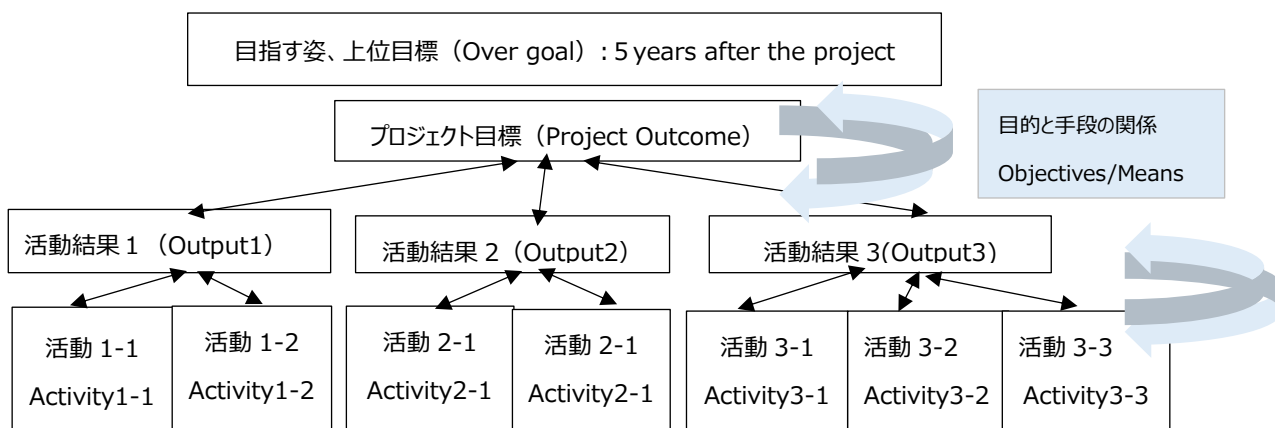 目指す姿、上位目標（Over goal）: 5 years after the project
プロジェクト目標（Project Outcome）
目的と手段の関係
Objectives/Means
活動結果 1 （Output1）
活動結果 2（Output2）
活動結果 3(Output3)
活動 1-1
Activity1-1
活動 1-2
Activity1-2
活動 2-1
Activity2-1
活動 2-1
Activity2-1
活動 3-1
Activity3-1
活動 3-2
Activity3-2
活動 3-3
Activity3-3